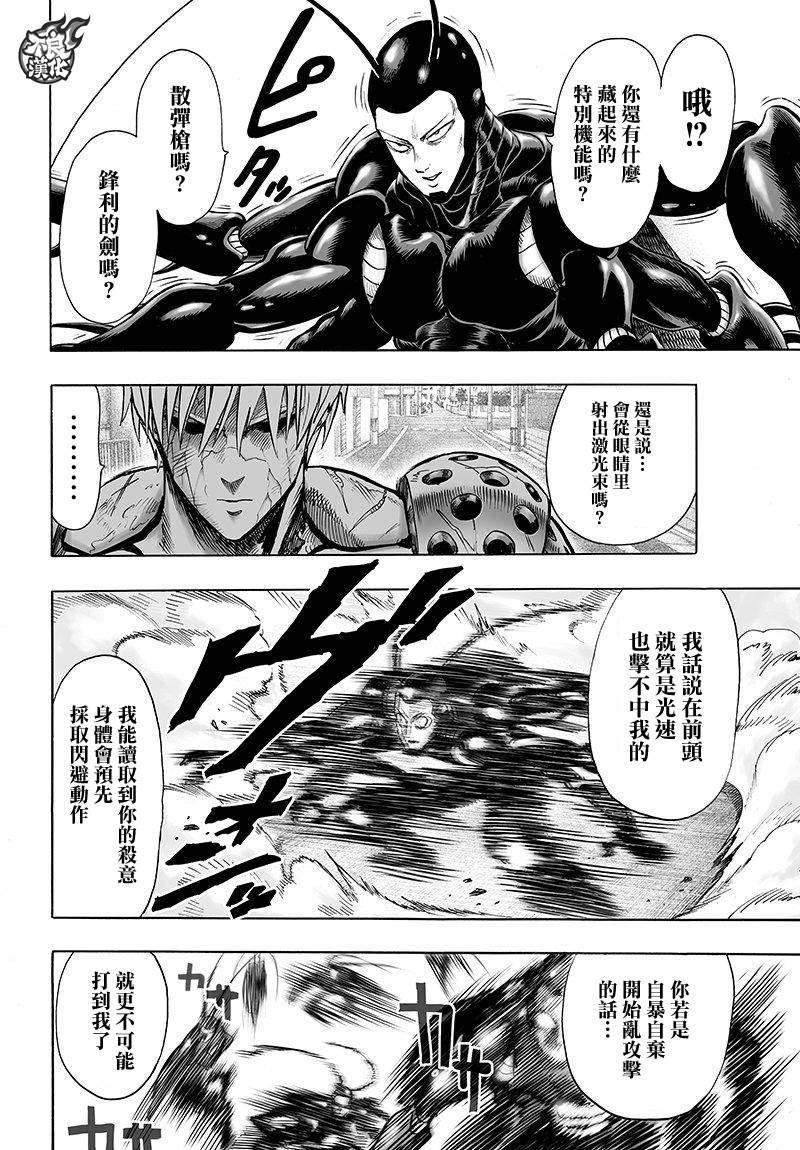 不良
漢化
哦!?
你還有什麼
藏起來的
特別機能嗎?
ピタッ
散彈槍嗎?
鋒利的劍嗎?
還是說…
會從眼睛里
射出激光束嗎?
………
我話說在前頭
就算是光速
也擊不中我的
我能讀取到你的殺意
身體會預先
採取閃避動作
你若是
自暴自棄
開始亂攻擊
的話…
カサ
カサ
カサ
就更不可能
打到我了